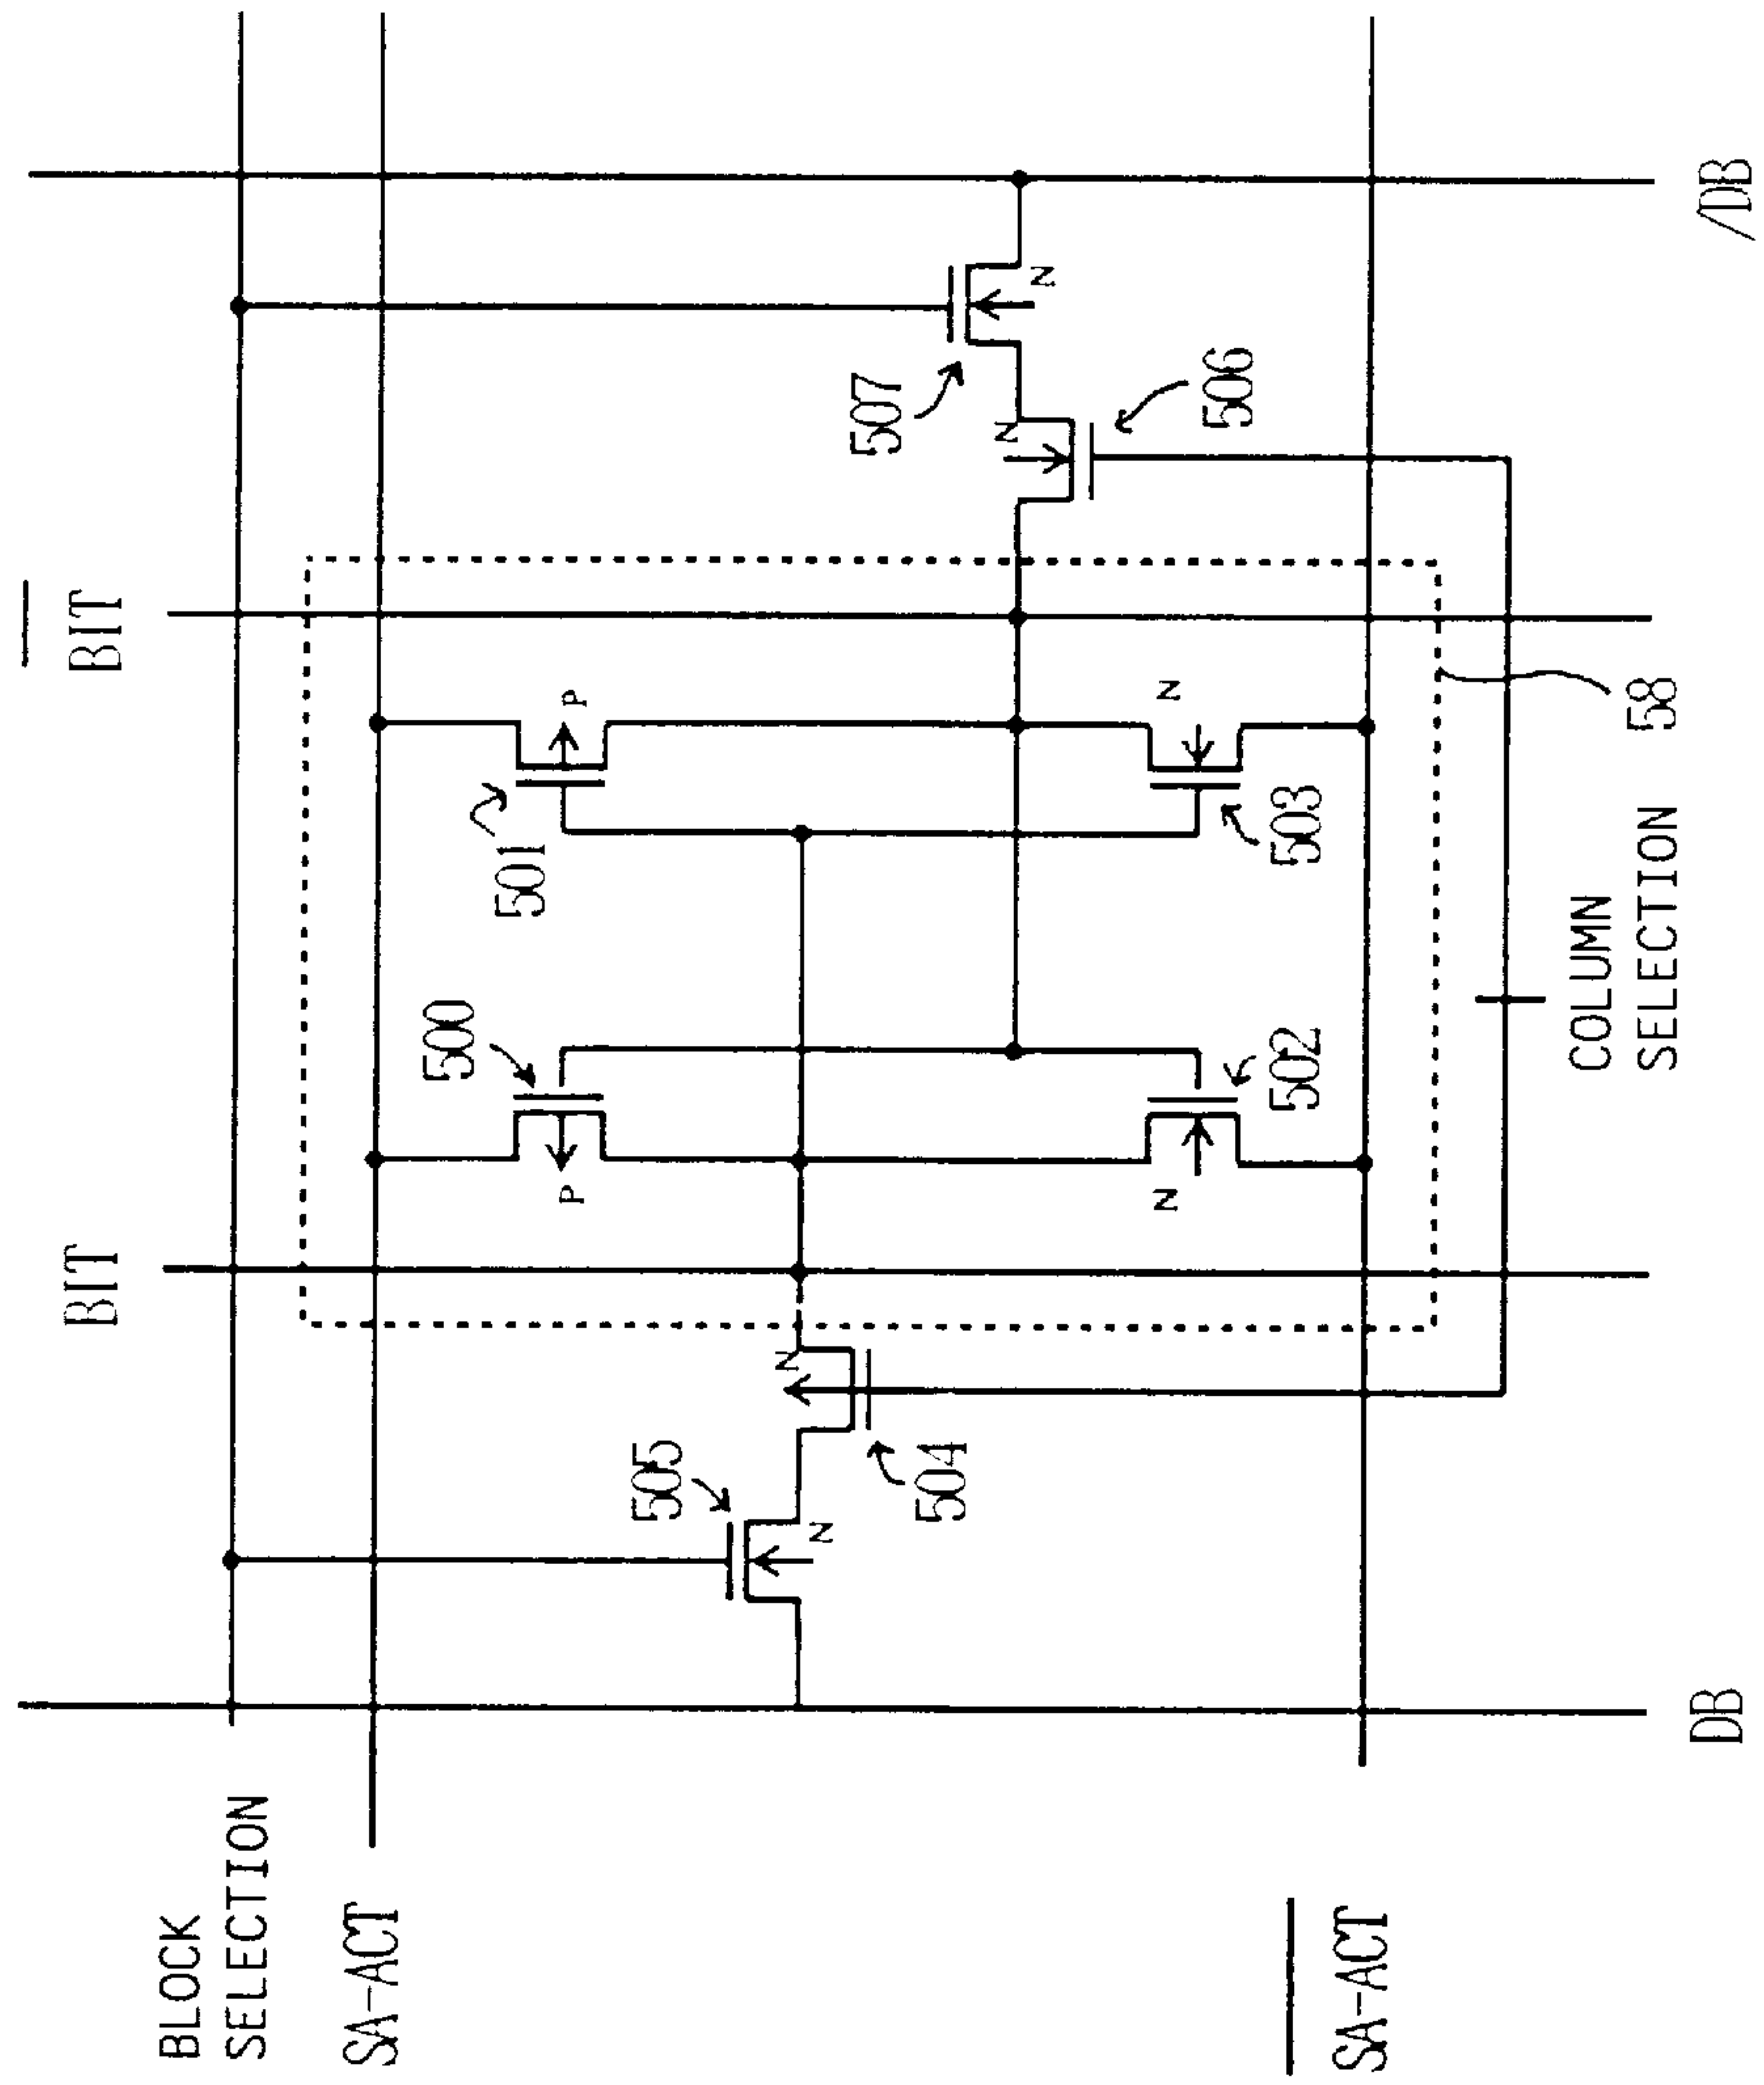 BLOCK
SELECTION
SA-ACT
SA-ACT
DB
BIT
BIT
/DB
505
N
504
N
500
P
502
N
501
P
503
N
506
N
507
N
58
COLUMN
SELECTION